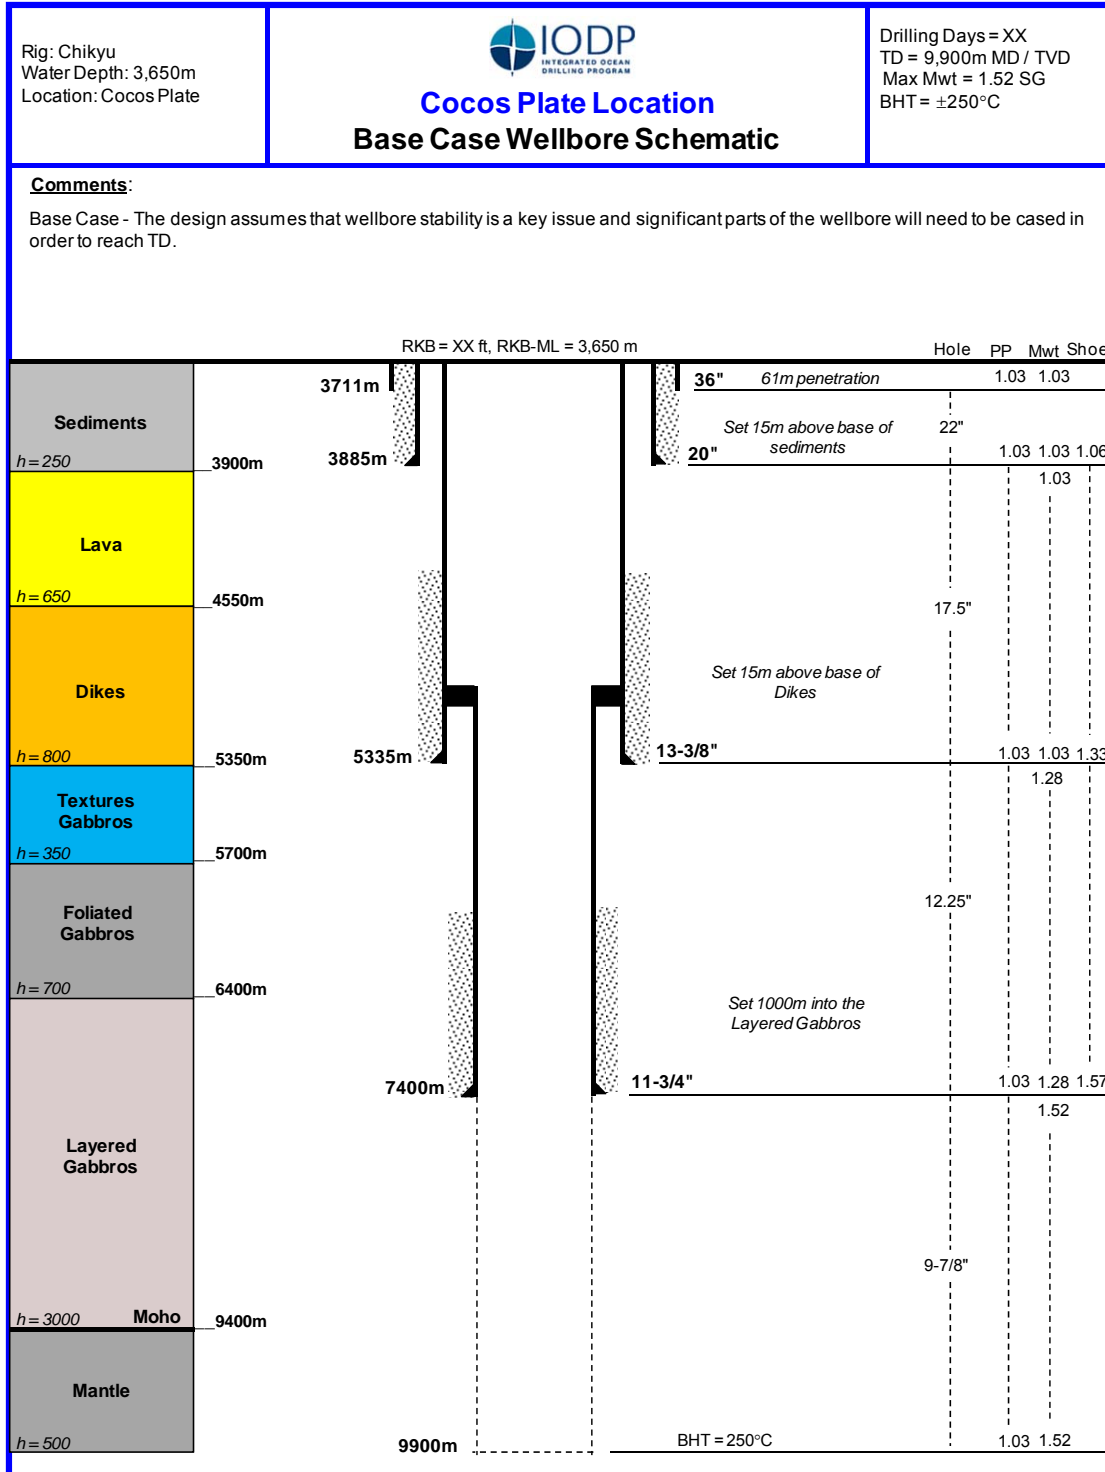 Rig: Chikyu
Water Depth: 3,650m
Location: Cocos Plate
IODP
INTEGRATED OCEAN
DRILLING PROGRAM
Cocos Plate Location
Base Case Wellbore Schematic
Drilling Days = XX
TD = 9,900m MD / TVD
Max Mwt = 1.52 SG
BHT = ±250°C
Comments:
Base Case - The design assumes that wellbore stability is a key issue and significant parts of the wellbore will need to be cased in
order to reach TD.
RKB = XX ft, RKB-ML = 3,650 m
Hole PP Mwt Shoe
3711m 36" 61m penetration 1.03 1.03
Sediments
Set 15m above base of
sediments
22"
h = 250 3900m 3885m 20" 1.03 1.03 1.06
1.03
Lava
h = 650 4550m
17.5"
Dikes
Set 15m above base of
Dikes
h = 800 5350m 5335m 13-3/8" 1.03 1.03 1.33
1.28
Textures
Gabbros
h = 350 5700m
12.25"
Foliated
Gabbros
h = 700 6400m
Set 1000m into the
Layered Gabbros
7400m 11-3/4" 1.03 1.28 1.57
1.52
Layered
Gabbros
9-7/8"
h = 3000 Moho 9400m
Mantle
h = 500 9900m BHT = 250°C 1.03 1.52